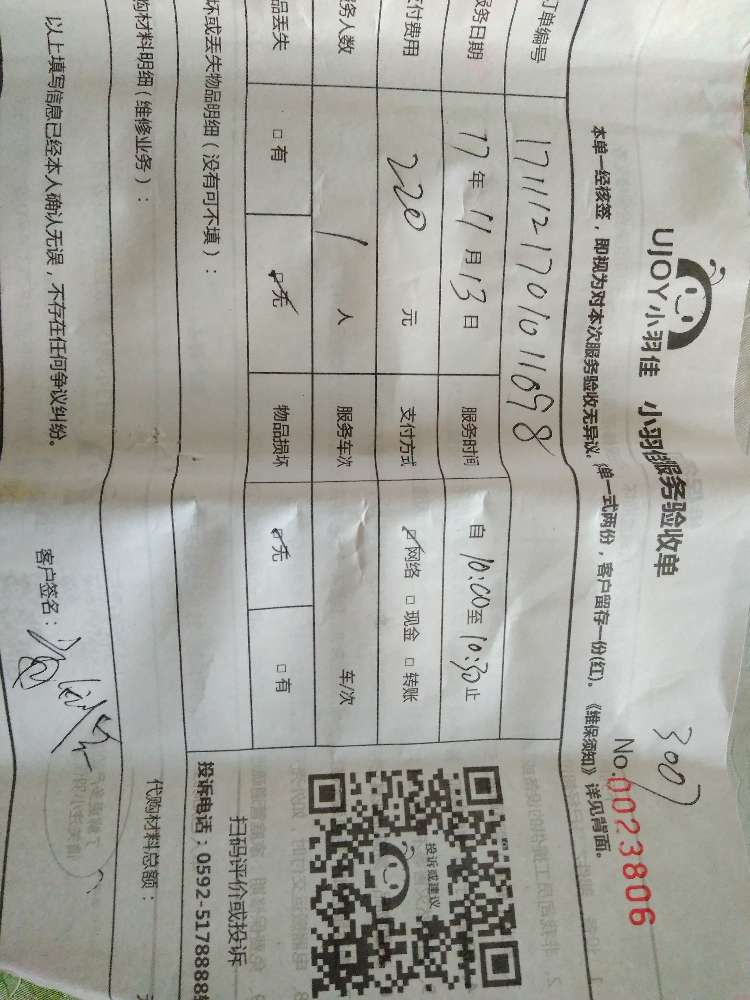 3007
UJOY小羽佳 小羽佳服务验收单
No.0023806
本单一经核签，即视为对本次服务验收无异议，单一式两份，客户留存一份(红)。《维保须知》详见背面。
订单编号 1711121701011698
服务日期 17年11月13日 服务时间 自10:00至10:30止
支付费用 220 元 支付方式 ☑网络 □现金 □转账
服务人数 1 人 服务车次 车/次
品丢失 □有 ☑无 物品损坏 ☑无 □有
坏或丢失物品明细（没有可不填）：
购材料明细（维修业务）：
代购材料总额：
以上填写信息已经本人确认无误，不存在任何争议纠纷。
客户签名：
投诉或建议
扫码评价或投诉
投诉电话：0592-5178888